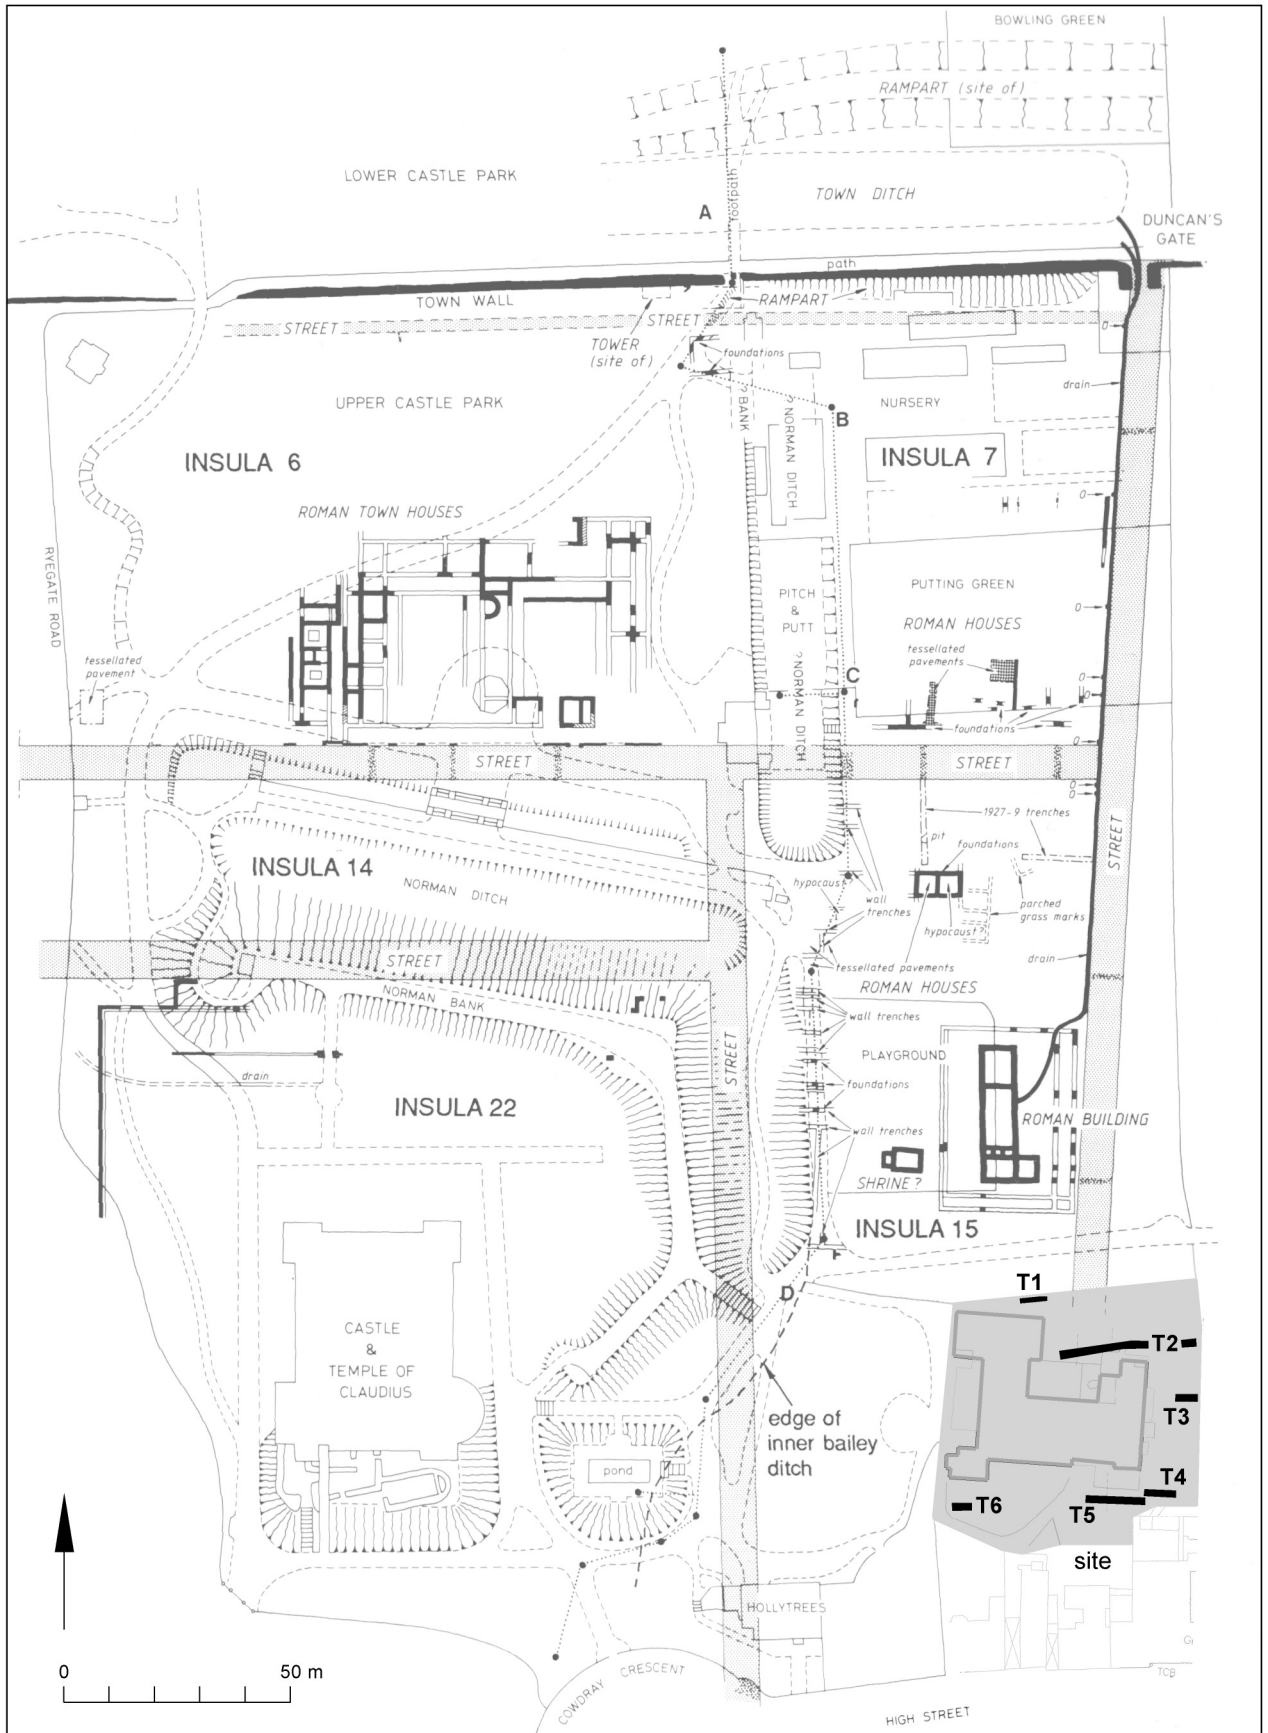 BOWLING GREEN
RAMPART (site of)
LOWER CASTLE PARK
footpath
TOWN DITCH
A
DUNCAN'S
GATE
path
TOWN WALL
RAMPART
STREET
STREET
TOWER
(site of)
foundations
drain
UPPER CASTLE PARK
? BANK
? NORMAN DITCH
B
NURSERY
INSULA 6
INSULA 7
ROMAN TOWN HOUSES
RYEGATE ROAD
PITCH
&
PUTT
PUTTING GREEN
ROMAN HOUSES
tessellated
pavements
tessellated
pavement
? NORMAN DITCH
C
foundations
STREET
STREET
1927-9 trenches
STREET
pit
foundations
INSULA 14
NORMAN DITCH
hypocaust
wall
trenches
parched
grass marks
hypocaust ?
STREET
tessellated pavements
drain
ROMAN HOUSES
NORMAN BANK
wall trenches
STREET
PLAYGROUND
drain
foundations
INSULA 22
ROMAN BUILDING
wall trenches
SHRINE ?
INSULA 15
D
T1
CASTLE
&
TEMPLE OF
CLAUDIUS
T2
T3
edge of
inner bailey
ditch
pond
T4
T5
T6
site
HOLLYTREES
0
50 m
COWDRAY CRESCENT
HIGH STREET
TCB